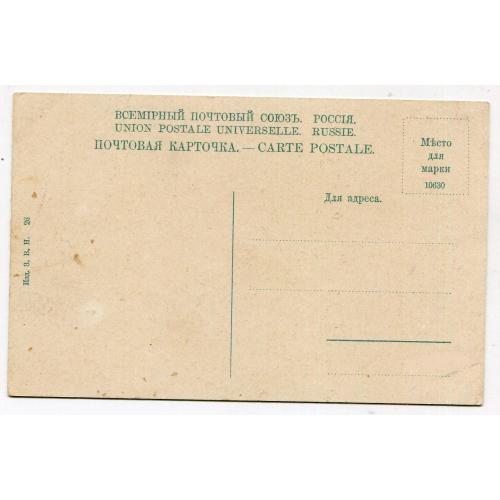 ВСЕМІРНЫЙ ПОЧТОВЫЙ СОЮЗЪ. РОССІЯ.
UNION POSTALE UNIVERSELLE. RUSSIE.
ПОЧТОВАЯ КАРТОЧКА. — CARTE POSTALE.
Мѣсто
для
марки
10630
Для адреса.
Изд. З. В. Н. 26